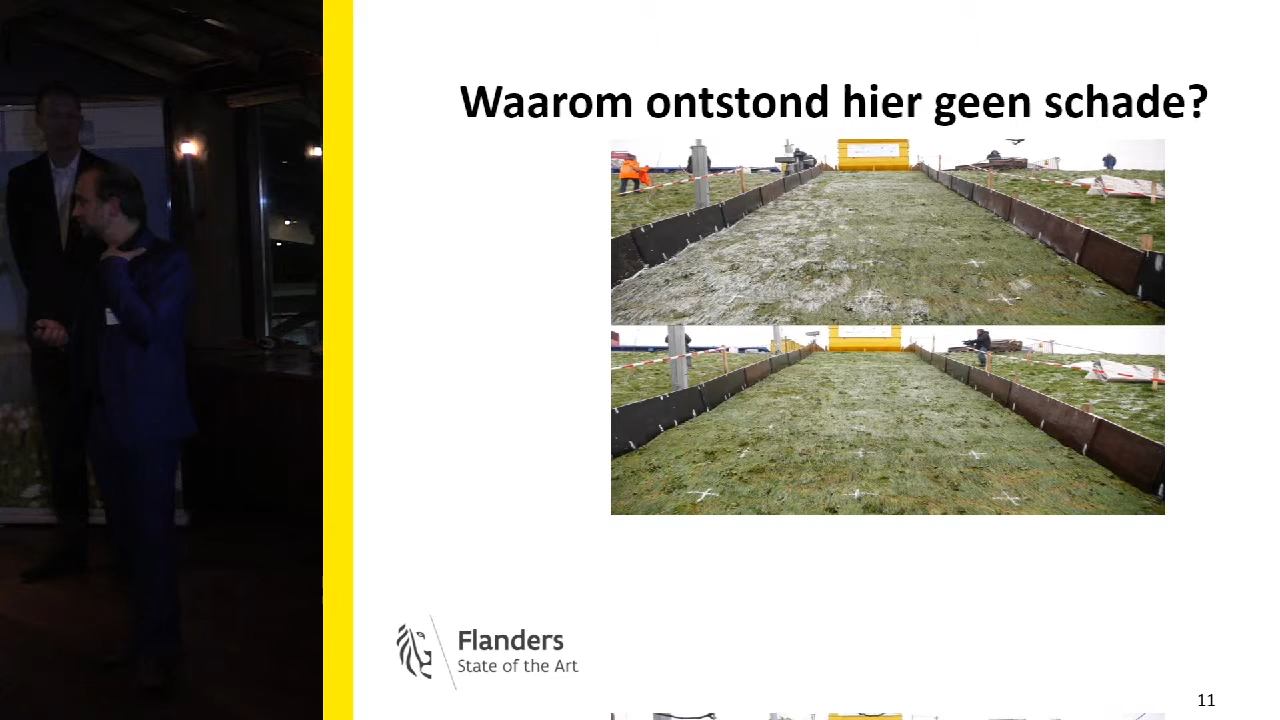 Waarom ontstond hier geen schade?
Flanders
State of the Art
11